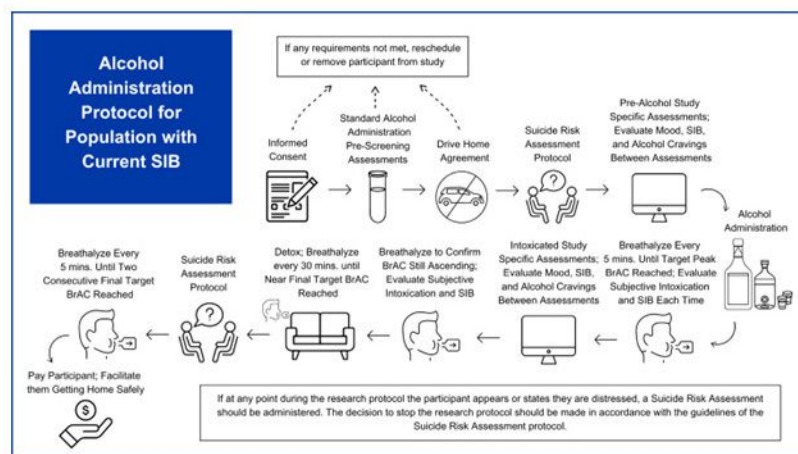 Alcohol
Administration
Protocol for
Population with
Current SIB
If any requirements not met, reschedule
or remove participant from study
Informed
Consent
Standard Alcohol
Administration
Pre-Screening
Assessments
Drive Home
Agreement
Suicide Risk
Assessment
Protocol
Pre-Alcohol Study
Specific Assessments;
Evaluate Mood, SIB,
and Alcohol Cravings
Between Assessments
Alcohol
Administration
Breathalyze Every
5 mins. Until Target Peak
BrAC Reached; Evaluate
Subjective Intoxication
and SIB Each Time
Intoxicated Study
Specific Assessments;
Evaluate Mood, SIB,
and Alcohol Cravings
Between Assessments
Breathalyze to Confirm
BrAC Still Ascending;
Evaluate Subjective
Intoxication and SIB
Detox; Breathalyze
every 30 mins. until
Near Final Target BrAC
Reached
Suicide Risk
Assessment
Protocol
Breathalyze Every
5 mins. Until Two
Consecutive Final Target
BrAC Reached
Pay Participant; Facilitate
them Getting Home Safely
If at any point during the research protocol the participant appears or states they are distressed, a Suicide Risk Assessment
should be administered. The decision to stop the research protocol should be made in accordance with the guidelines of the
Suicide Risk Assessment protocol.